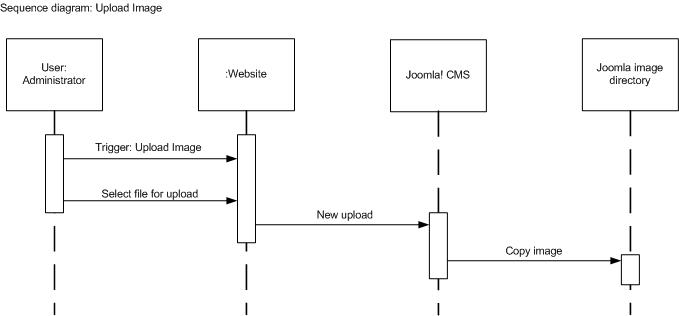 Sequence diagram: Upload Image
User:
Administrator
:Website
Joomla! CMS
Joomla image
directory
Trigger: Upload Image
Select file for upload
New upload
Copy image